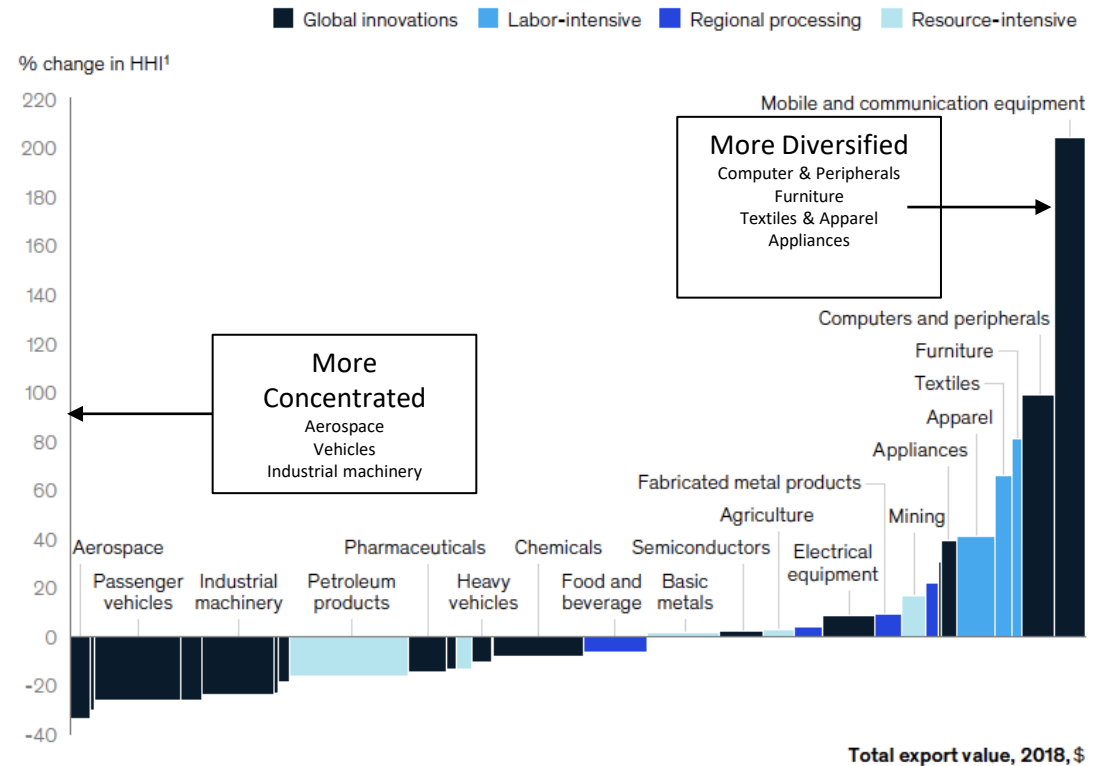 Global innovations Labor-intensive Regional processing Resource-intensive
% change in HHI¹
220
200
180
160
140
120
100
80
60
40
20
0
-20
-40
Mobile and communication equipment
More Diversified
Computer & Peripherals
Furniture
Textiles & Apparel
Appliances
Computers and peripherals
Furniture
Textiles
Apparel
Appliances
More
Concentrated
Aerospace
Vehicles
Industrial machinery
Fabricated metal products
Agriculture
Mining
Aerospace
Pharmaceuticals
Chemicals
Semiconductors
Electrical
equipment
Passenger
vehicles
Industrial
machinery
Petroleum
products
Heavy
vehicles
Food and
beverage
Basic
metals
Total export value, 2018, $